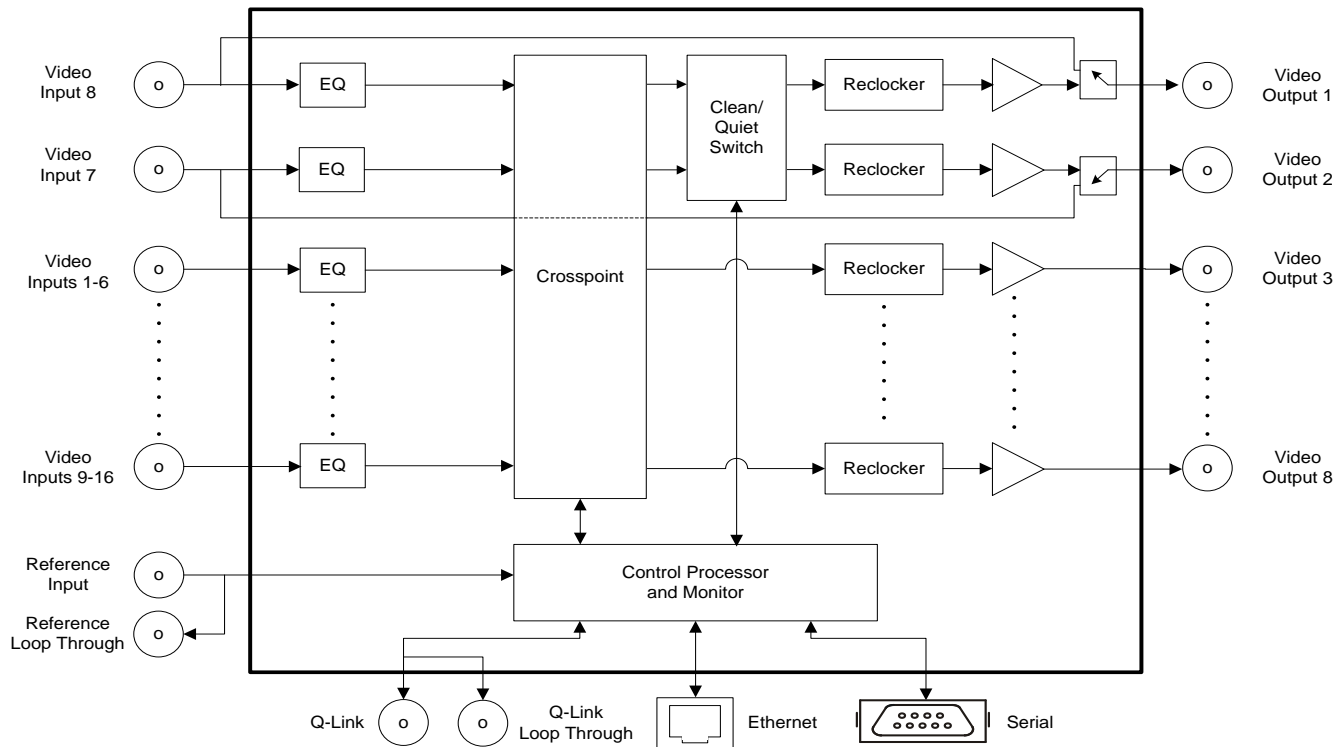 Video
Input 8
o
EQ
Clean/
Quiet
Switch
Reclocker
o
Video
Output 1
Video
Input 7
o
EQ
Reclocker
o
Video
Output 2
Video
Inputs 1-6
o
EQ
Crosspoint
Reclocker
o
Video
Output 3
Video
Inputs 9-16
o
EQ
Reclocker
o
Video
Output 8
Reference
Input
o
Control Processor
and Monitor
Reference
Loop Through
o
Q-Link
o
o
Q-Link
Loop Through
Ethernet
Serial